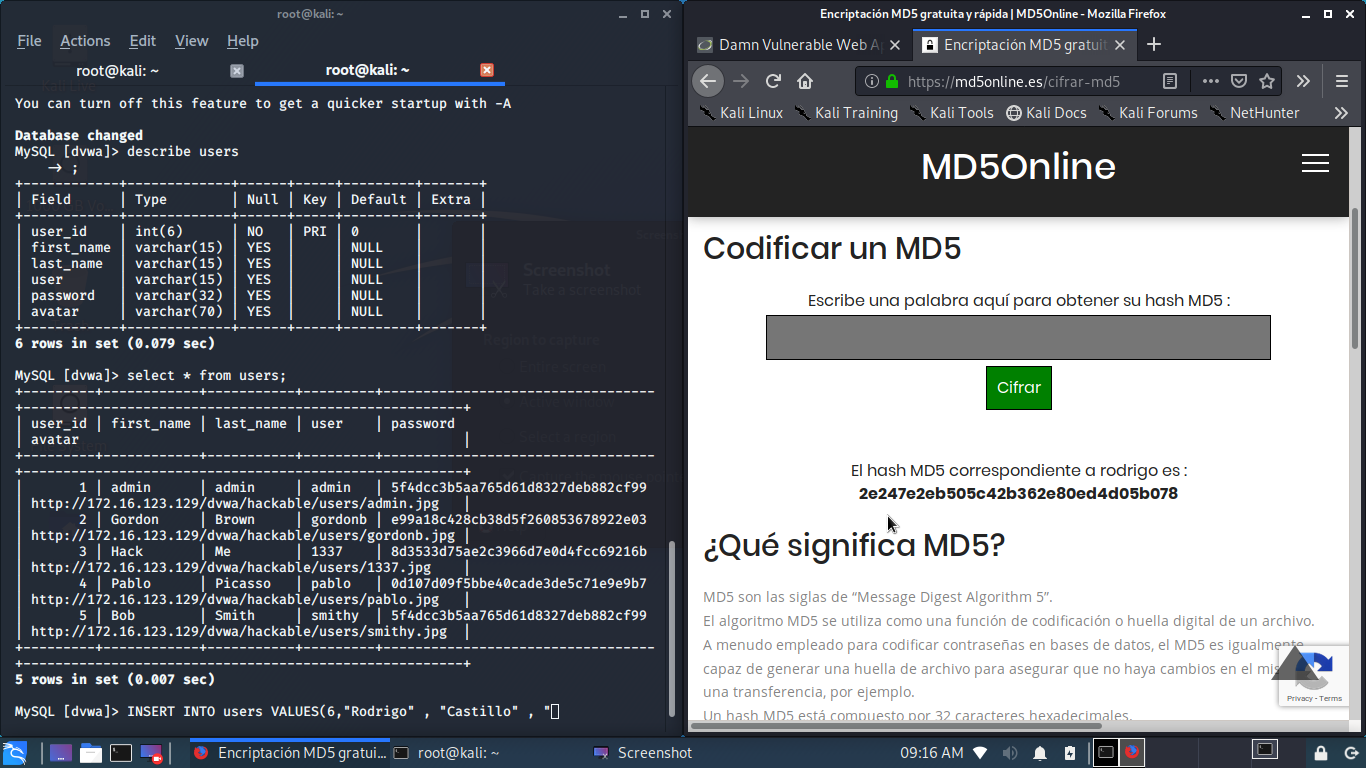 root@kali: ~
File Actions Edit View Help
root@kali: ~ root@kali: ~
You can turn off this feature to get a quicker startup with -A
Database changed
MySQL [dvwa]> describe users
    -> ;
+------------+-------------+------+-----+---------+-------+
| Field      | Type        | Null | Key | Default | Extra |
+------------+-------------+------+-----+---------+-------+
| user_id    | int(6)      | NO   | PRI | 0       |       |
| first_name | varchar(15) | YES  |     | NULL    |       |
| last_name  | varchar(15) | YES  |     | NULL    |       |
| user       | varchar(15) | YES  |     | NULL    |       |
| password   | varchar(32) | YES  |     | NULL    |       |
| avatar     | varchar(70) | YES  |     | NULL    |       |
+------------+-------------+------+-----+---------+-------+
6 rows in set (0.079 sec)
MySQL [dvwa]> select * from users;
+---------+------------+-----------+---------+----------------------------------
+-------------------------------------------------------+
| user_id | first_name | last_name | user    | password
| avatar                                                |
+---------+------------+-----------+---------+----------------------------------
+-------------------------------------------------------+
|       1 | admin      | admin     | admin   | 5f4dcc3b5aa765d61d8327deb882cf99
| http://172.16.123.129/dvwa/hackable/users/admin.jpg   |
|       2 | Gordon     | Brown     | gordonb | e99a18c428cb38d5f260853678922e03
| http://172.16.123.129/dvwa/hackable/users/gordonb.jpg |
|       3 | Hack       | Me        | 1337    | 8d3533d75ae2c3966d7e0d4fcc69216b
| http://172.16.123.129/dvwa/hackable/users/1337.jpg    |
|       4 | Pablo      | Picasso   | pablo   | 0d107d09f5bbe40cade3de5c71e9e9b7
| http://172.16.123.129/dvwa/hackable/users/pablo.jpg   |
|       5 | Bob        | Smith     | smithy  | 5f4dcc3b5aa765d61d8327deb882cf99
| http://172.16.123.129/dvwa/hackable/users/smithy.jpg  |
+---------+------------+-----------+---------+----------------------------------
+-------------------------------------------------------+
5 rows in set (0.007 sec)
MySQL [dvwa]> INSERT INTO users VALUES(6,"Rodrigo" , "Castillo" , "
Screenshot
Take a screenshot
Region to capture
Entire screen
Select a region
Encriptación MD5 gratuita y rápida | MD5Online - Mozilla Firefox
Damn Vulnerable Web A Encriptación MD5 gratuit
https://md5online.es/cifrar-md5
Kali Linux Kali Training Kali Tools Kali Docs Kali Forums NetHunter
MD5Online
Codificar un MD5
Escribe una palabra aquí para obtener su hash MD5 :
Cifrar
El hash MD5 correspondiente a rodrigo es :
2e247e2eb505c42b362e80ed4d05b078
¿Qué significa MD5?
MD5 son las siglas de “Message Digest Algorithm 5”.
El algoritmo MD5 se utiliza como una función de codificación o huella digital de un archivo.
A menudo empleado para codificar contraseñas en bases de datos, el MD5 es igualmente
capaz de generar una huella de archivo para asegurar que no haya cambios en el mis
una transferencia, por ejemplo.
Un hash MD5 está compuesto por 32 caracteres hexadecimales.
Privacy - Terms
Encriptación MD5 gratui... root@kali: ~ Screenshot 09:16 AM